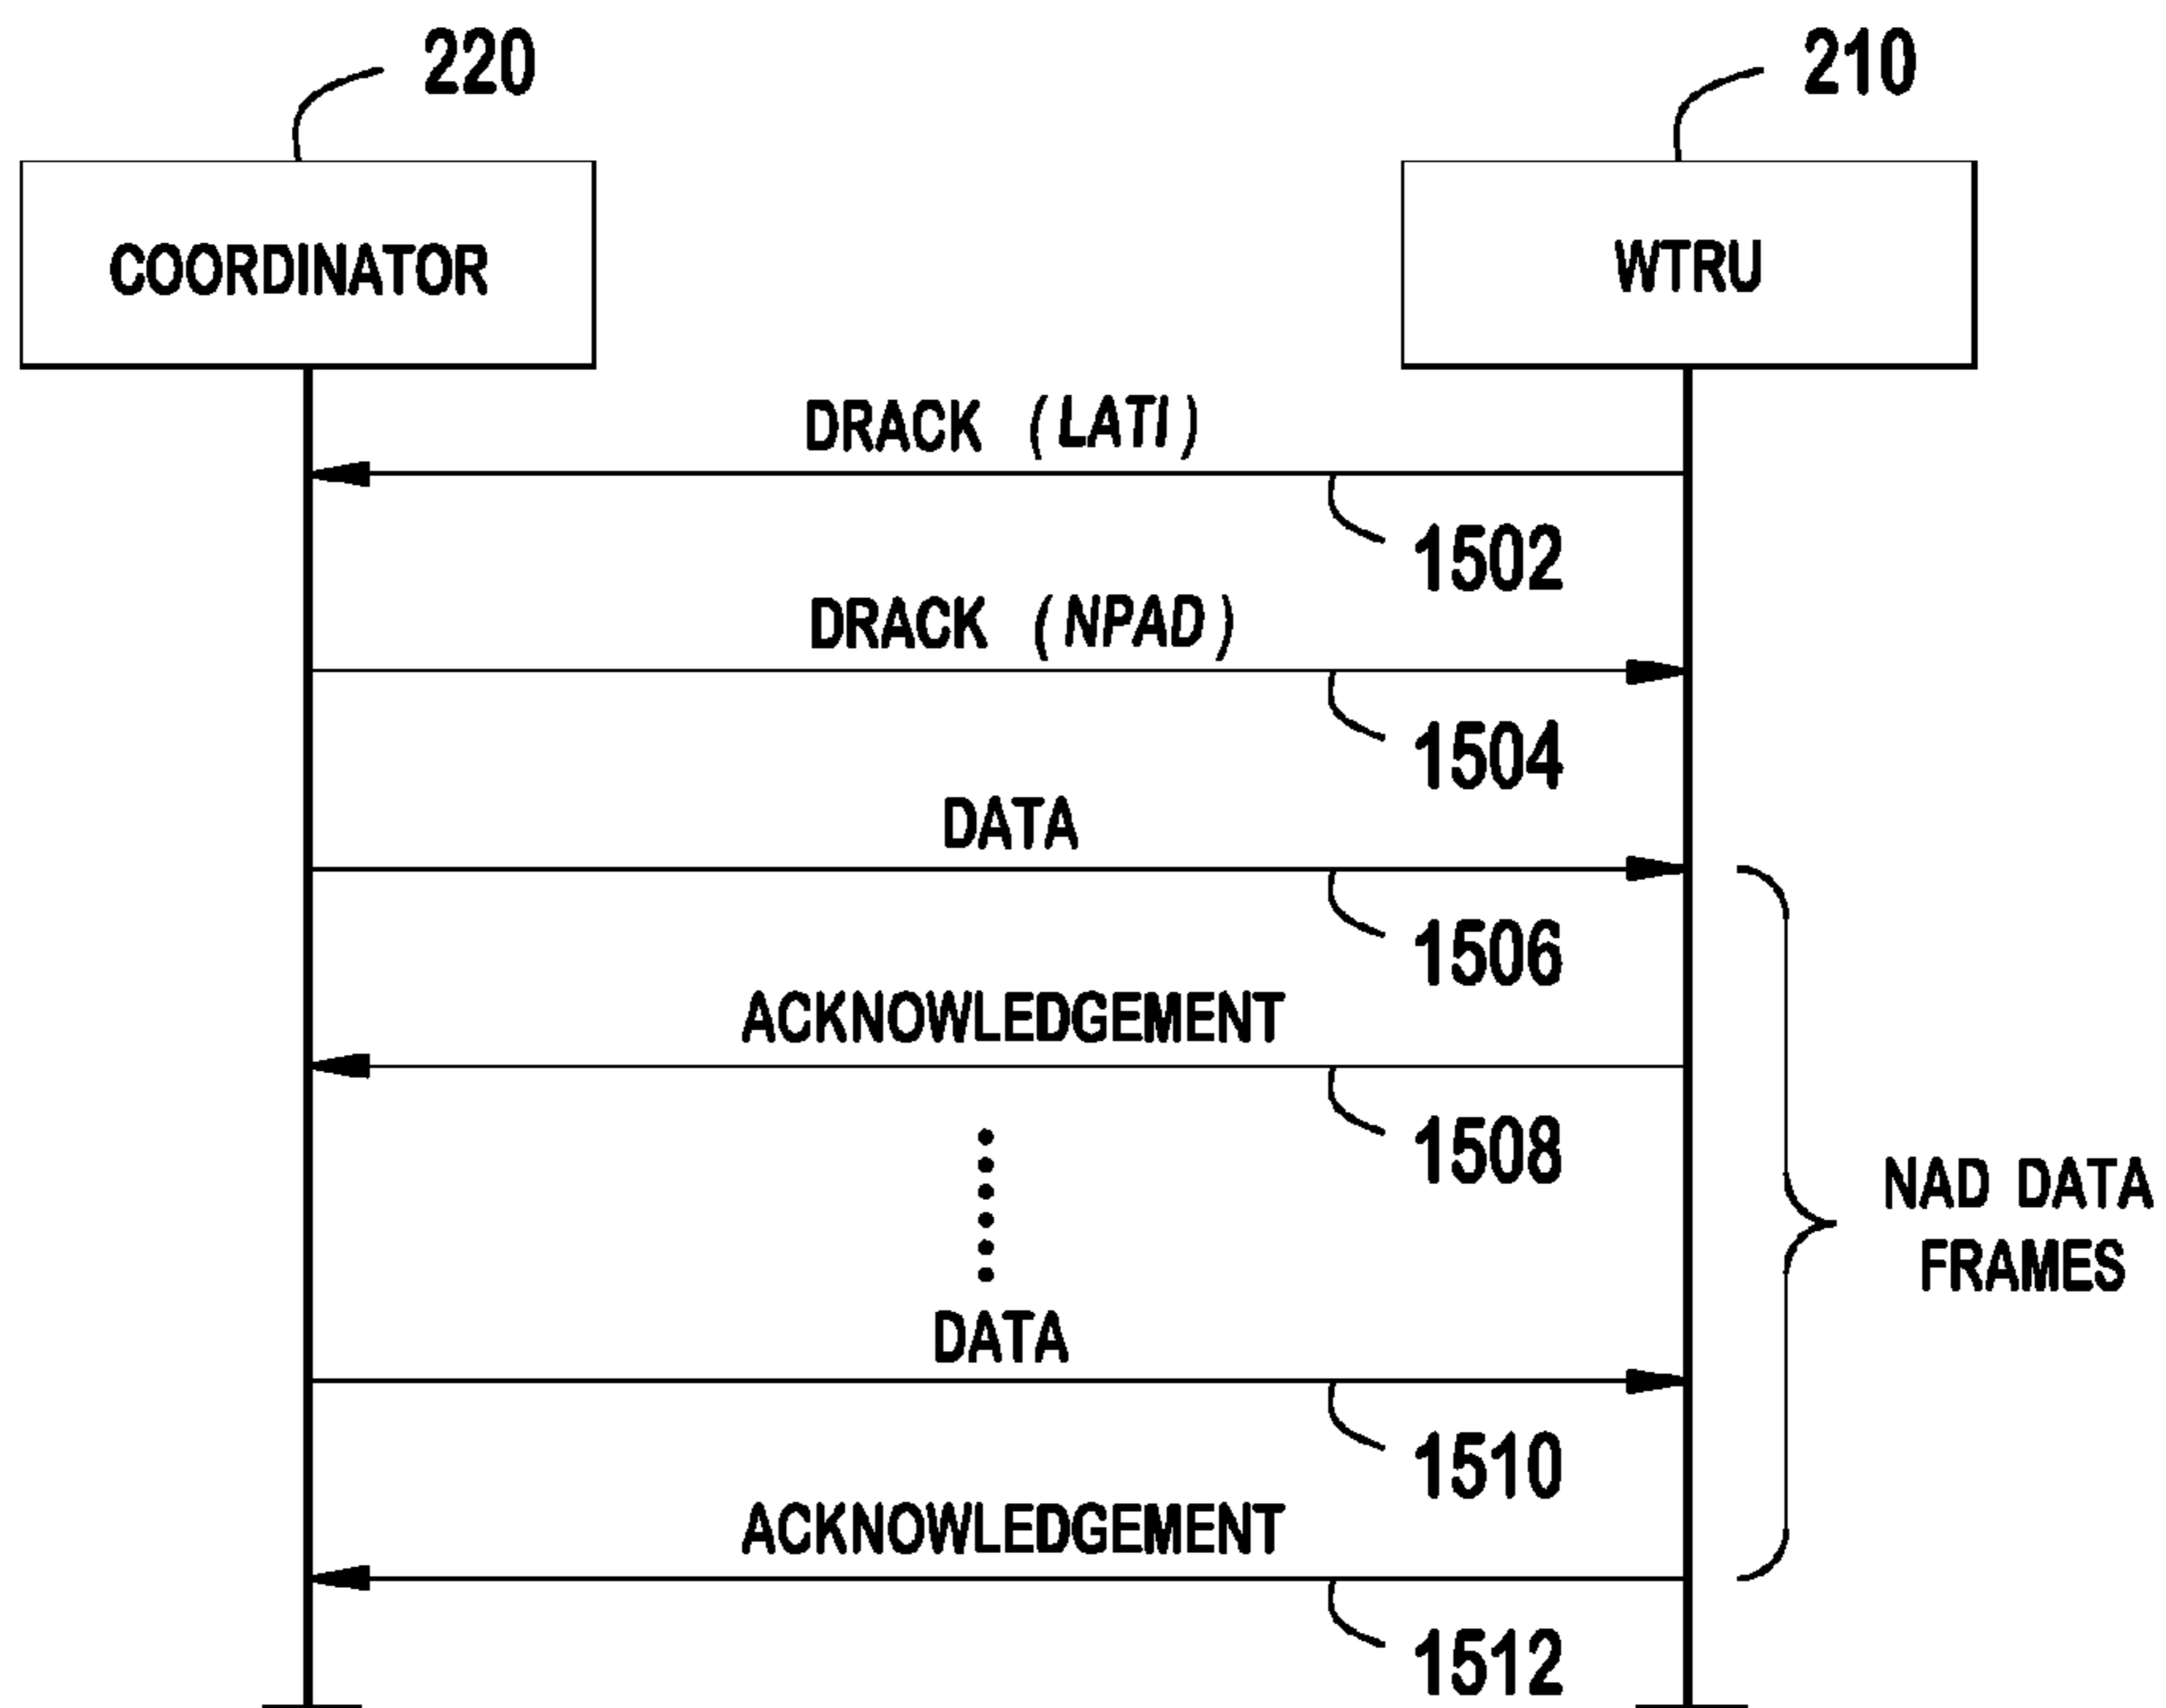 220
210
COORDINATOR
WTRU
DRACK (LATI)
1502
DRACK (NPAD)
1504
DATA
1506
ACKNOWLEDGEMENT
1508
NAD DATA
FRAMES
DATA
1510
ACKNOWLEDGEMENT
1512